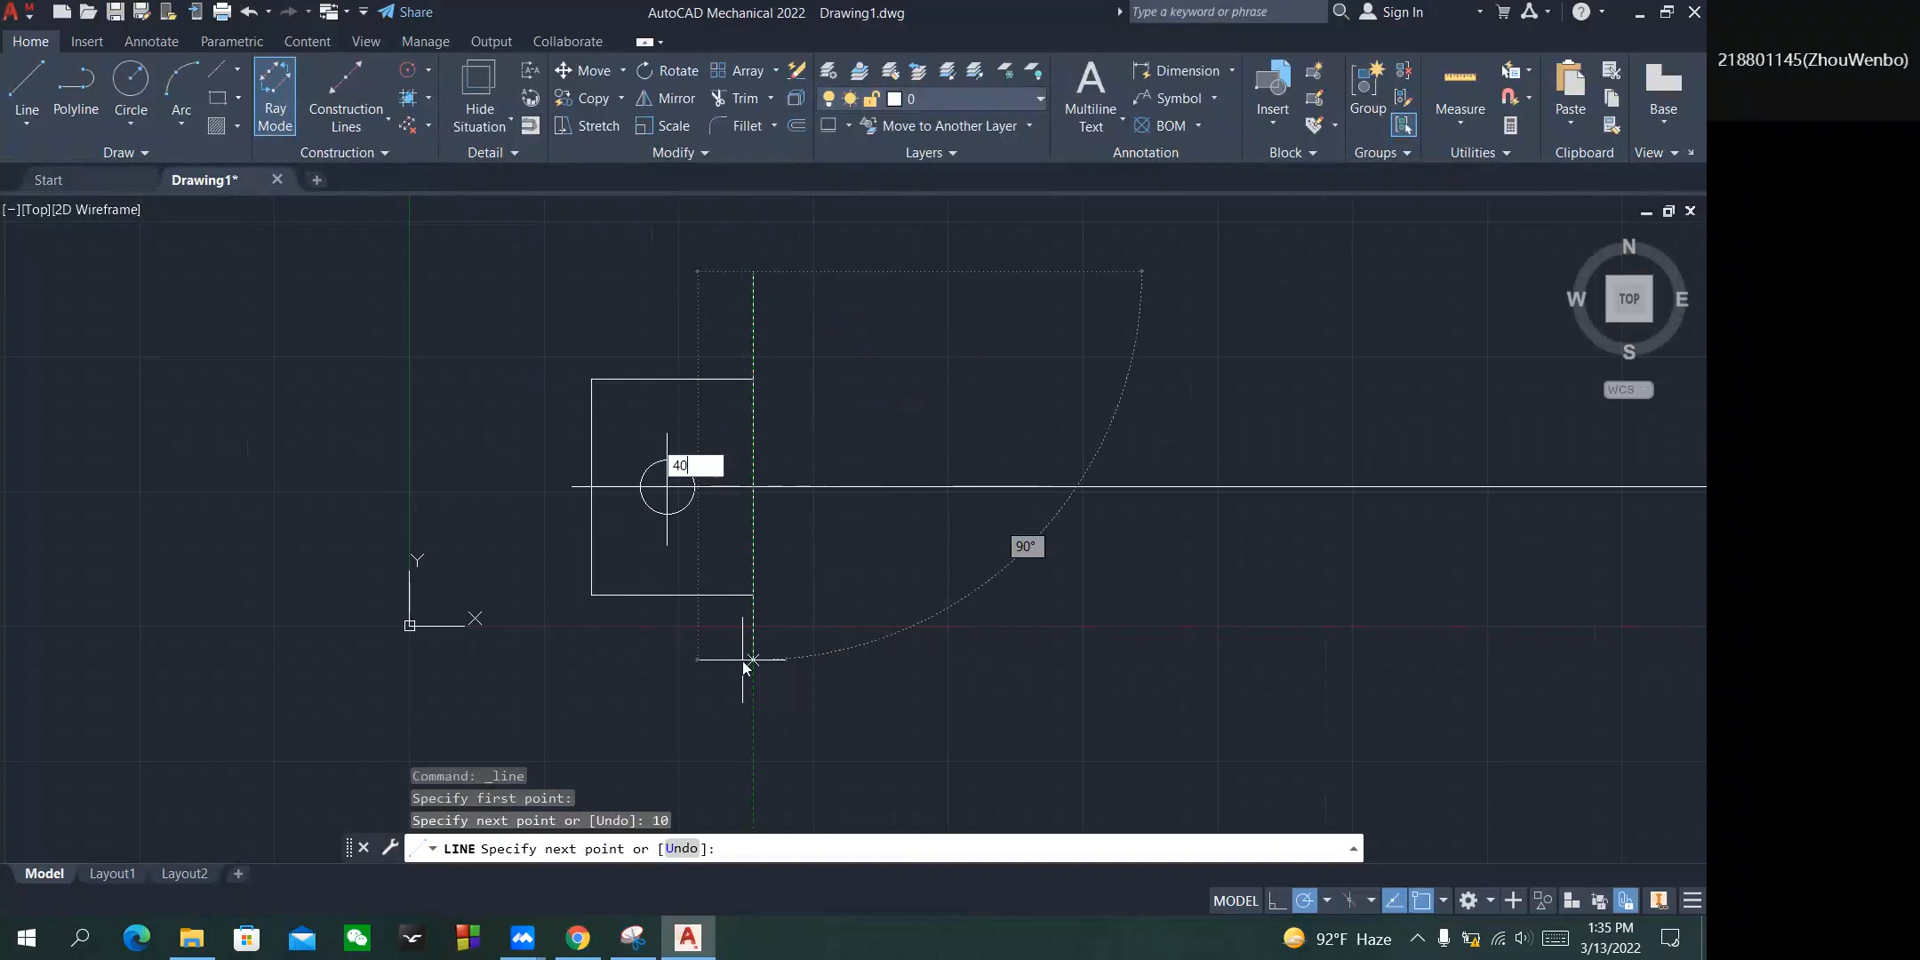 Share
AutoCAD Mechanical 2022 Drawing1.dwg
Type a keyword or phrase
Sign In
218801145(ZhouWenbo)
Home Insert Annotate Parametric Content View Manage Output Collaborate
Line
Polyline
Circle
Arc
Draw
Ray Mode
Construction Lines
Construction
Hide Situation
Detail
Move Rotate Array
Copy Mirror Trim
Stretch Scale Fillet
Modify
0
Move to Another Layer
Layers
Multiline Text
Dimension
Symbol
BOM
Annotation
Insert
Block
Group
Groups
Measure
Utilities
Paste
Clipboard
Base
View
Start Drawing1*
[−][Top][2D Wireframe]
N
W TOP E
S
WCS
40
90°
Y
X
Command: _line
Specify first point:
Specify next point or [Undo]: 10
LINE Specify next point or [Undo]:
Model Layout1 Layout2
MODEL
92°F Haze
1:35 PM
3/13/2022